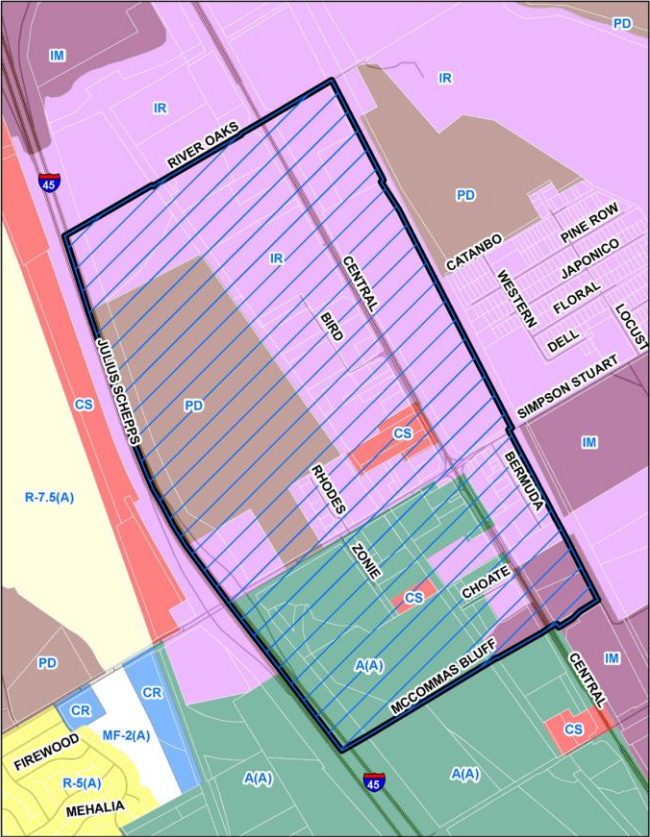 PD
IM
IR
IR
RIVER OAKS
45
PD
PINE ROW
CATANBO
JAPONICO
IR
CENTRAL
WESTERN
FLORAL
LOCUST
BIRD
DELL
JULIUS SCHEPPS
SIMPSON STUART
CS
PD
CS
IM
R-7.5(A)
RHODES
BERMUDA
ZONIE
CHOATE
CS
PD
A(A)
MCCOMMAS BLUFF
IM
CENTRAL
CR
CR
CS
MF-2(A)
FIREWOOD
R-5(A)
A(A)
A(A)
45
MEHALIA